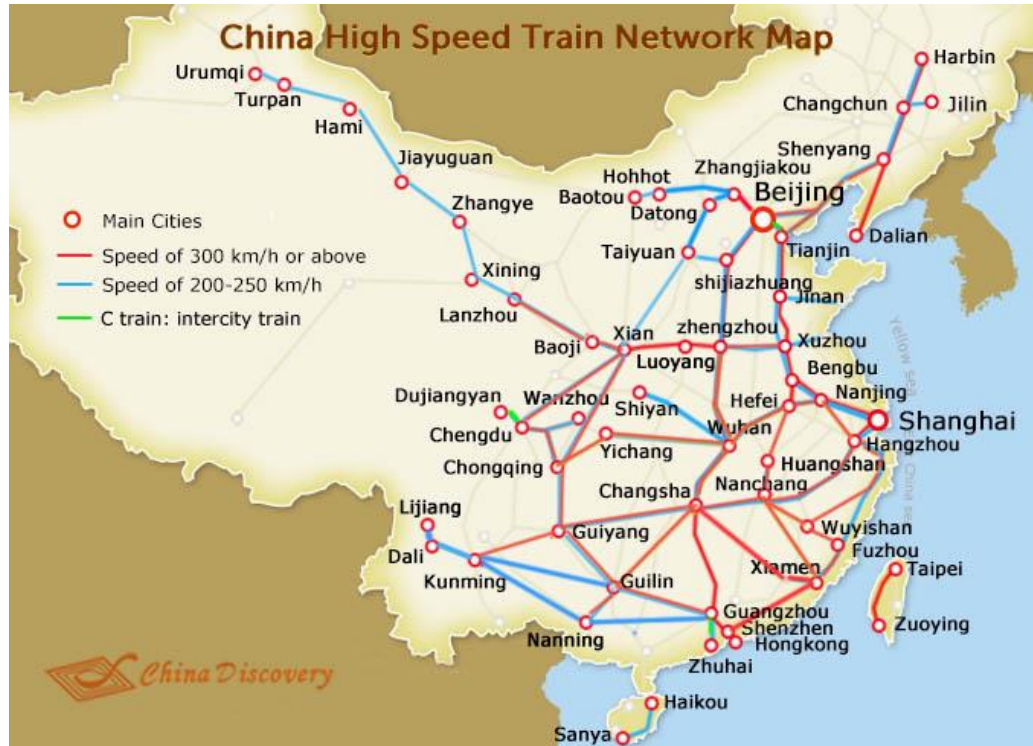 China High Speed Train Network Map
Harbin
Urumqi
Turpan
Changchun
Jilin
Hami
Shenyang
Jiayuguan
Zhangjiakou
Hohhot
Beijing
Baotou
Datong
Zhangye
Main Cities
Dalian
Tianjin
Taiyuan
Speed of 300 km/h or above
Xining
shijiazhuang
Speed of 200-250 km/h
Jinan
Lanzhou
C train: intercity train
Yellow sea
Xian
zhengzhou
Xuzhou
Baoji
Luoyang
Bengbu
Dujiangyan
Wanzhou
Nanjing
Shiyan
Hefei
Shanghai
Chengdu
Wuhan
Hangzhou
Yichang
Chongqing
Huanoshan
China sea
Nanchang
Changsha
Lijiang
Guiyang
Wuyishan
Dali
Fuzhou
Kunming
Guilin
Xiamen
Taipei
Guangzhou
Nanning
Shenzhen
Zuoying
Hongkong
Zhuhai
China Discovery
Haikou
Sanya